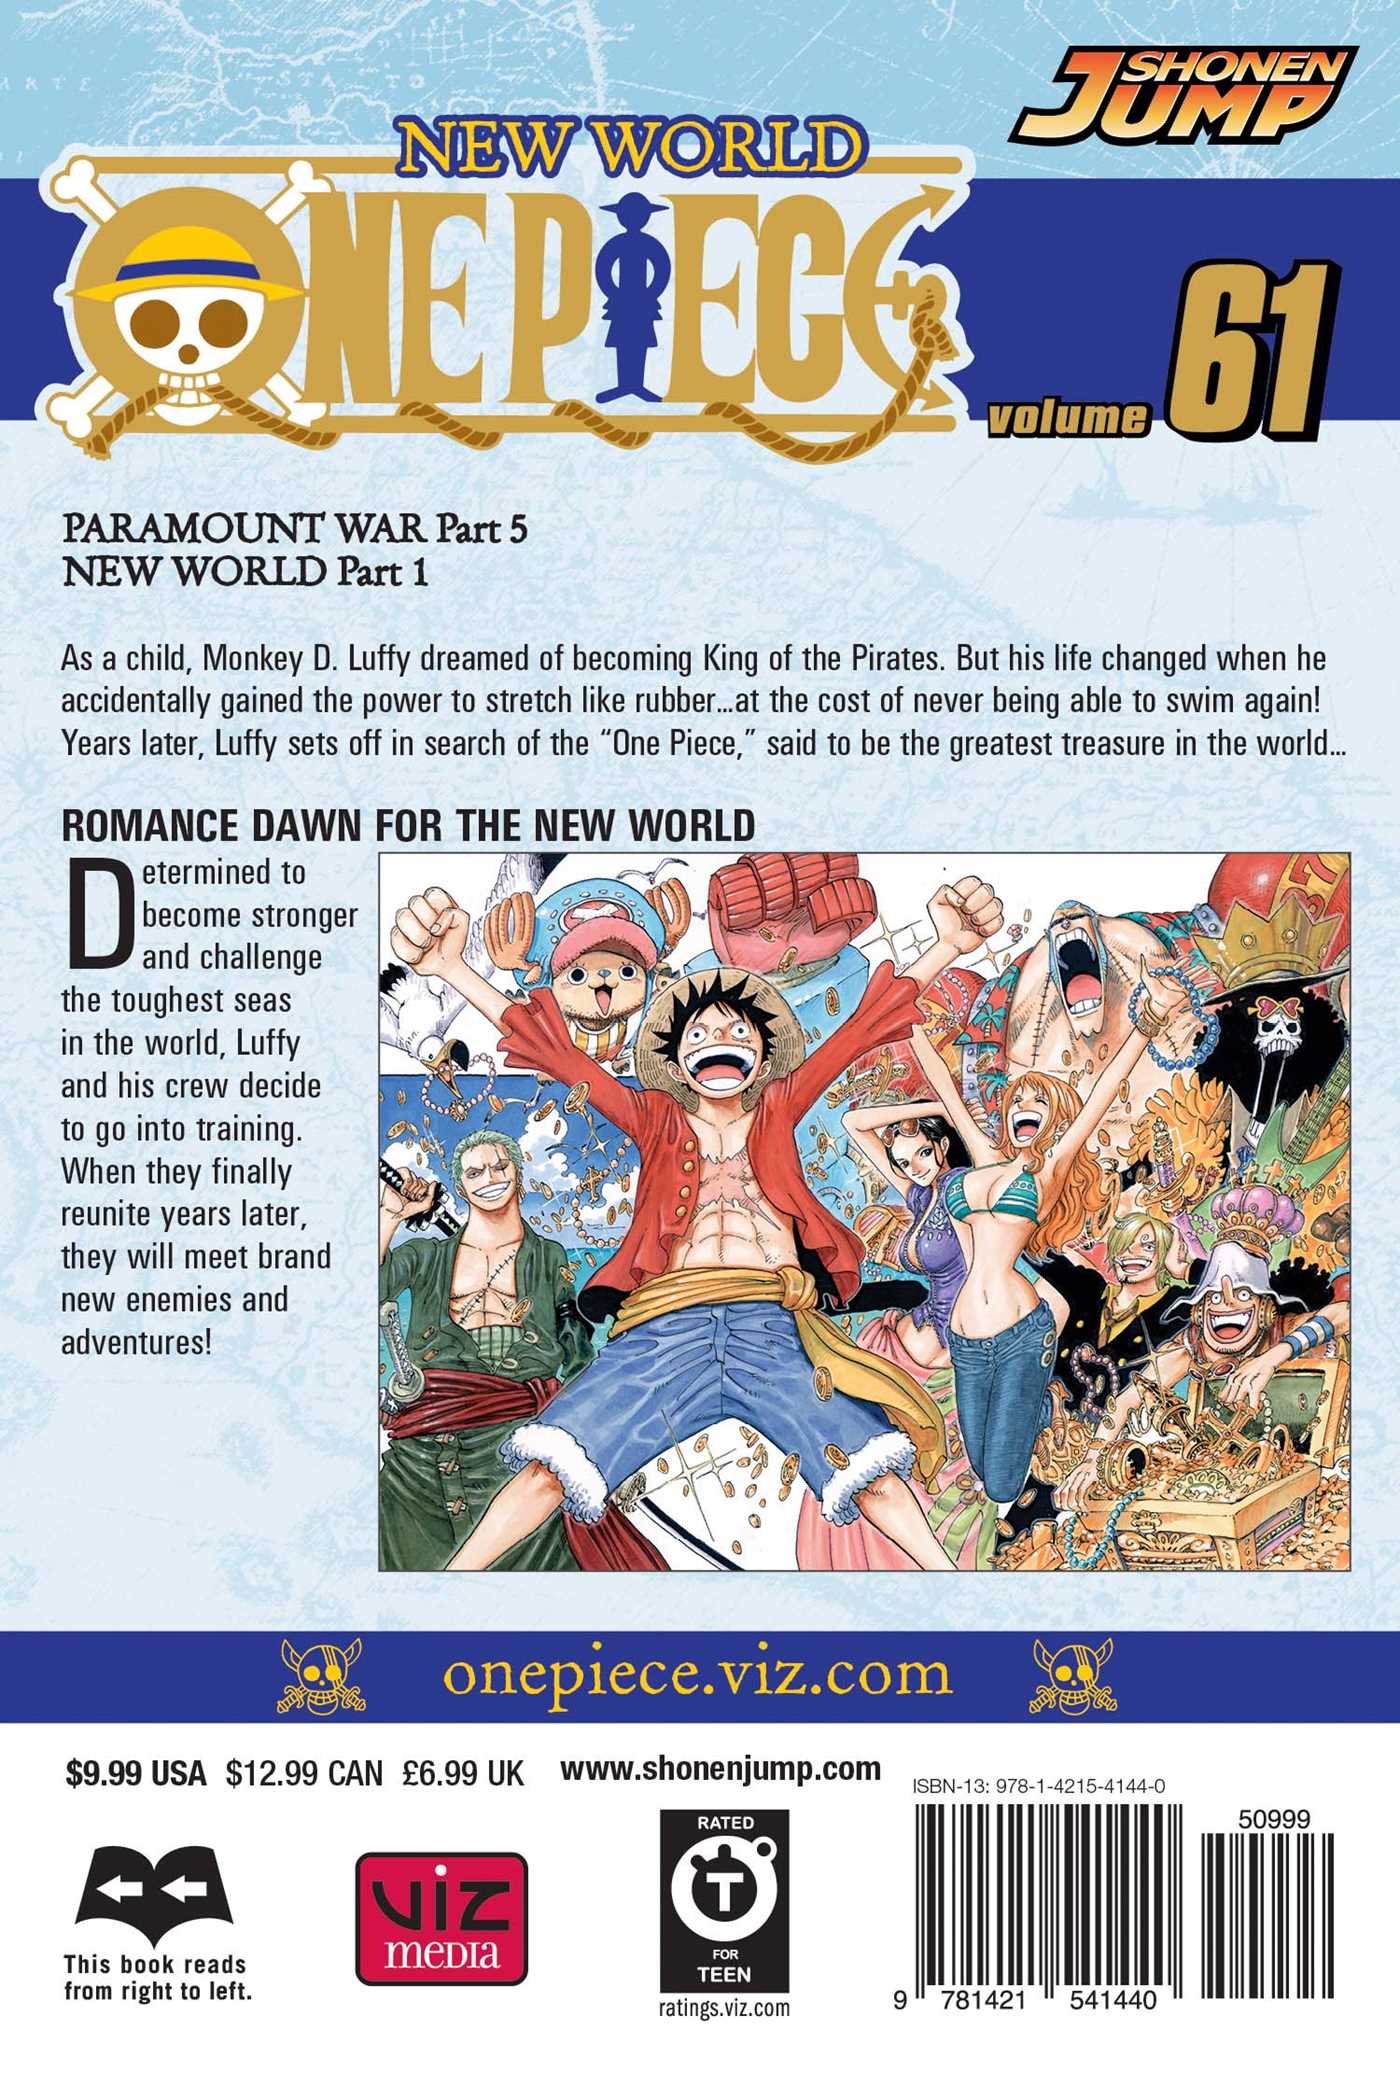 SHONEN
JUMP
NEW WORLD
ONE PIECE
volume 61
PARAMOUNT WAR Part 5
NEW WORLD Part 1
As a child, Monkey D. Luffy dreamed of becoming King of the Pirates. But his life changed when he
accidentally gained the power to stretch like rubber...at the cost of never being able to swim again!
Years later, Luffy sets off in search of the “One Piece,” said to be the greatest treasure in the world...
ROMANCE DAWN FOR THE NEW WORLD
Determined to
become stronger
and challenge
the toughest seas
in the world, Luffy
and his crew decide
to go into training.
When they finally
reunite years later,
they will meet brand
new enemies and
adventures!
onepiece.viz.com
$9.99 USA $12.99 CAN £6.99 UK
www.shonenjump.com
ISBN-13: 978-1-4215-4144-0
50999
9 781421 541440
This book reads
from right to left.
VIZ
MEDIA
RATED
T
FOR
TEEN
ratings.viz.com